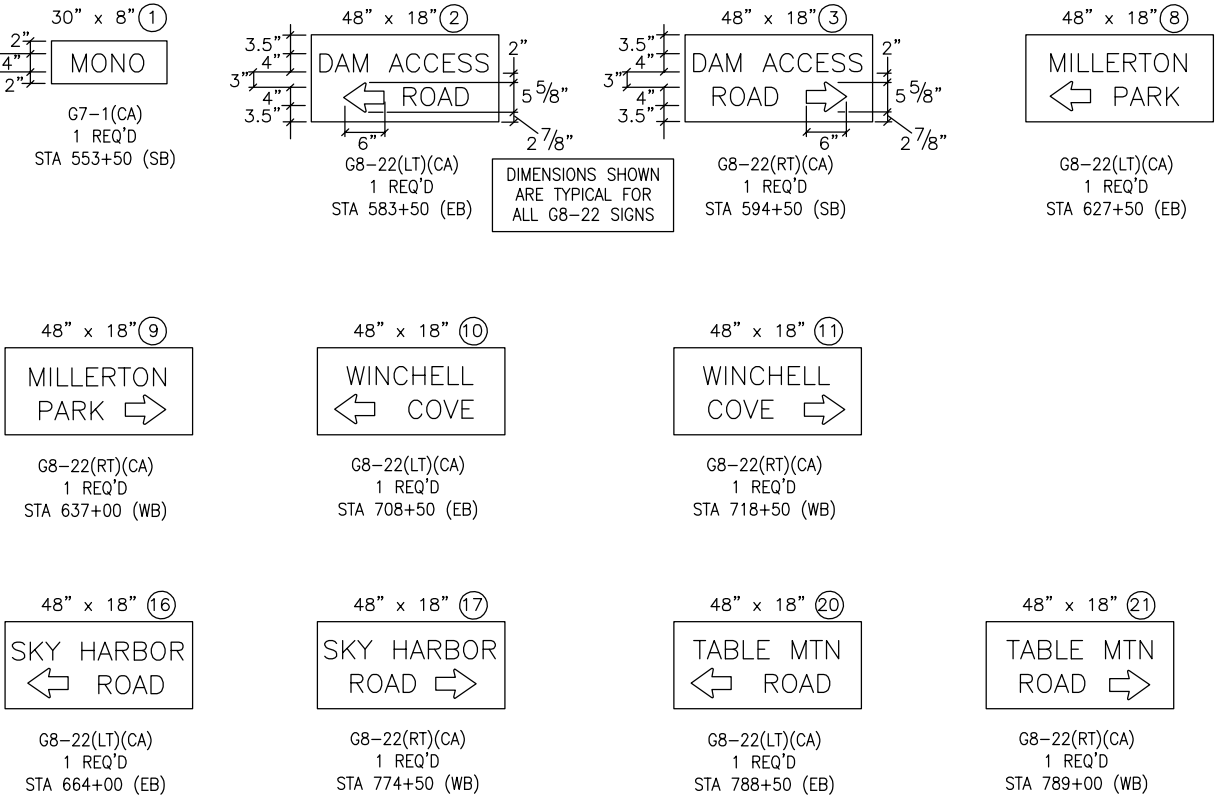 30" x 8" 1
2"
4"
2"
MONO
G7-1(CA)
1 REQ'D
STA 553+50 (SB)
48" x 18" 2
3.5"
4"
3"
4"
3.5"
DAM ACCESS
ROAD
2"
5 5/8"
2 7/8"
6"
G8-22(LT)(CA)
1 REQ'D
STA 583+50 (EB)
DIMENSIONS SHOWN
ARE TYPICAL FOR
ALL G8-22 SIGNS
48" x 18" 3
3.5"
4"
3"
4"
3.5"
DAM ACCESS
ROAD
2"
5 5/8"
2 7/8"
6"
G8-22(RT)(CA)
1 REQ'D
STA 594+50 (SB)
48" x 18" 8
MILLERTON
PARK
G8-22(LT)(CA)
1 REQ'D
STA 627+50 (EB)
48" x 18" 9
MILLERTON
PARK
G8-22(RT)(CA)
1 REQ'D
STA 637+00 (WB)
48" x 18" 10
WINCHELL
COVE
G8-22(LT)(CA)
1 REQ'D
STA 708+50 (EB)
48" x 18" 11
WINCHELL
COVE
G8-22(RT)(CA)
1 REQ'D
STA 718+50 (WB)
48" x 18" 16
SKY HARBOR
ROAD
G8-22(LT)(CA)
1 REQ'D
STA 664+00 (EB)
48" x 18" 17
SKY HARBOR
ROAD
G8-22(RT)(CA)
1 REQ'D
STA 774+50 (WB)
48" x 18" 20
TABLE MTN
ROAD
G8-22(LT)(CA)
1 REQ'D
STA 788+50 (EB)
48" x 18" 21
TABLE MTN
ROAD
G8-22(RT)(CA)
1 REQ'D
STA 789+00 (WB)